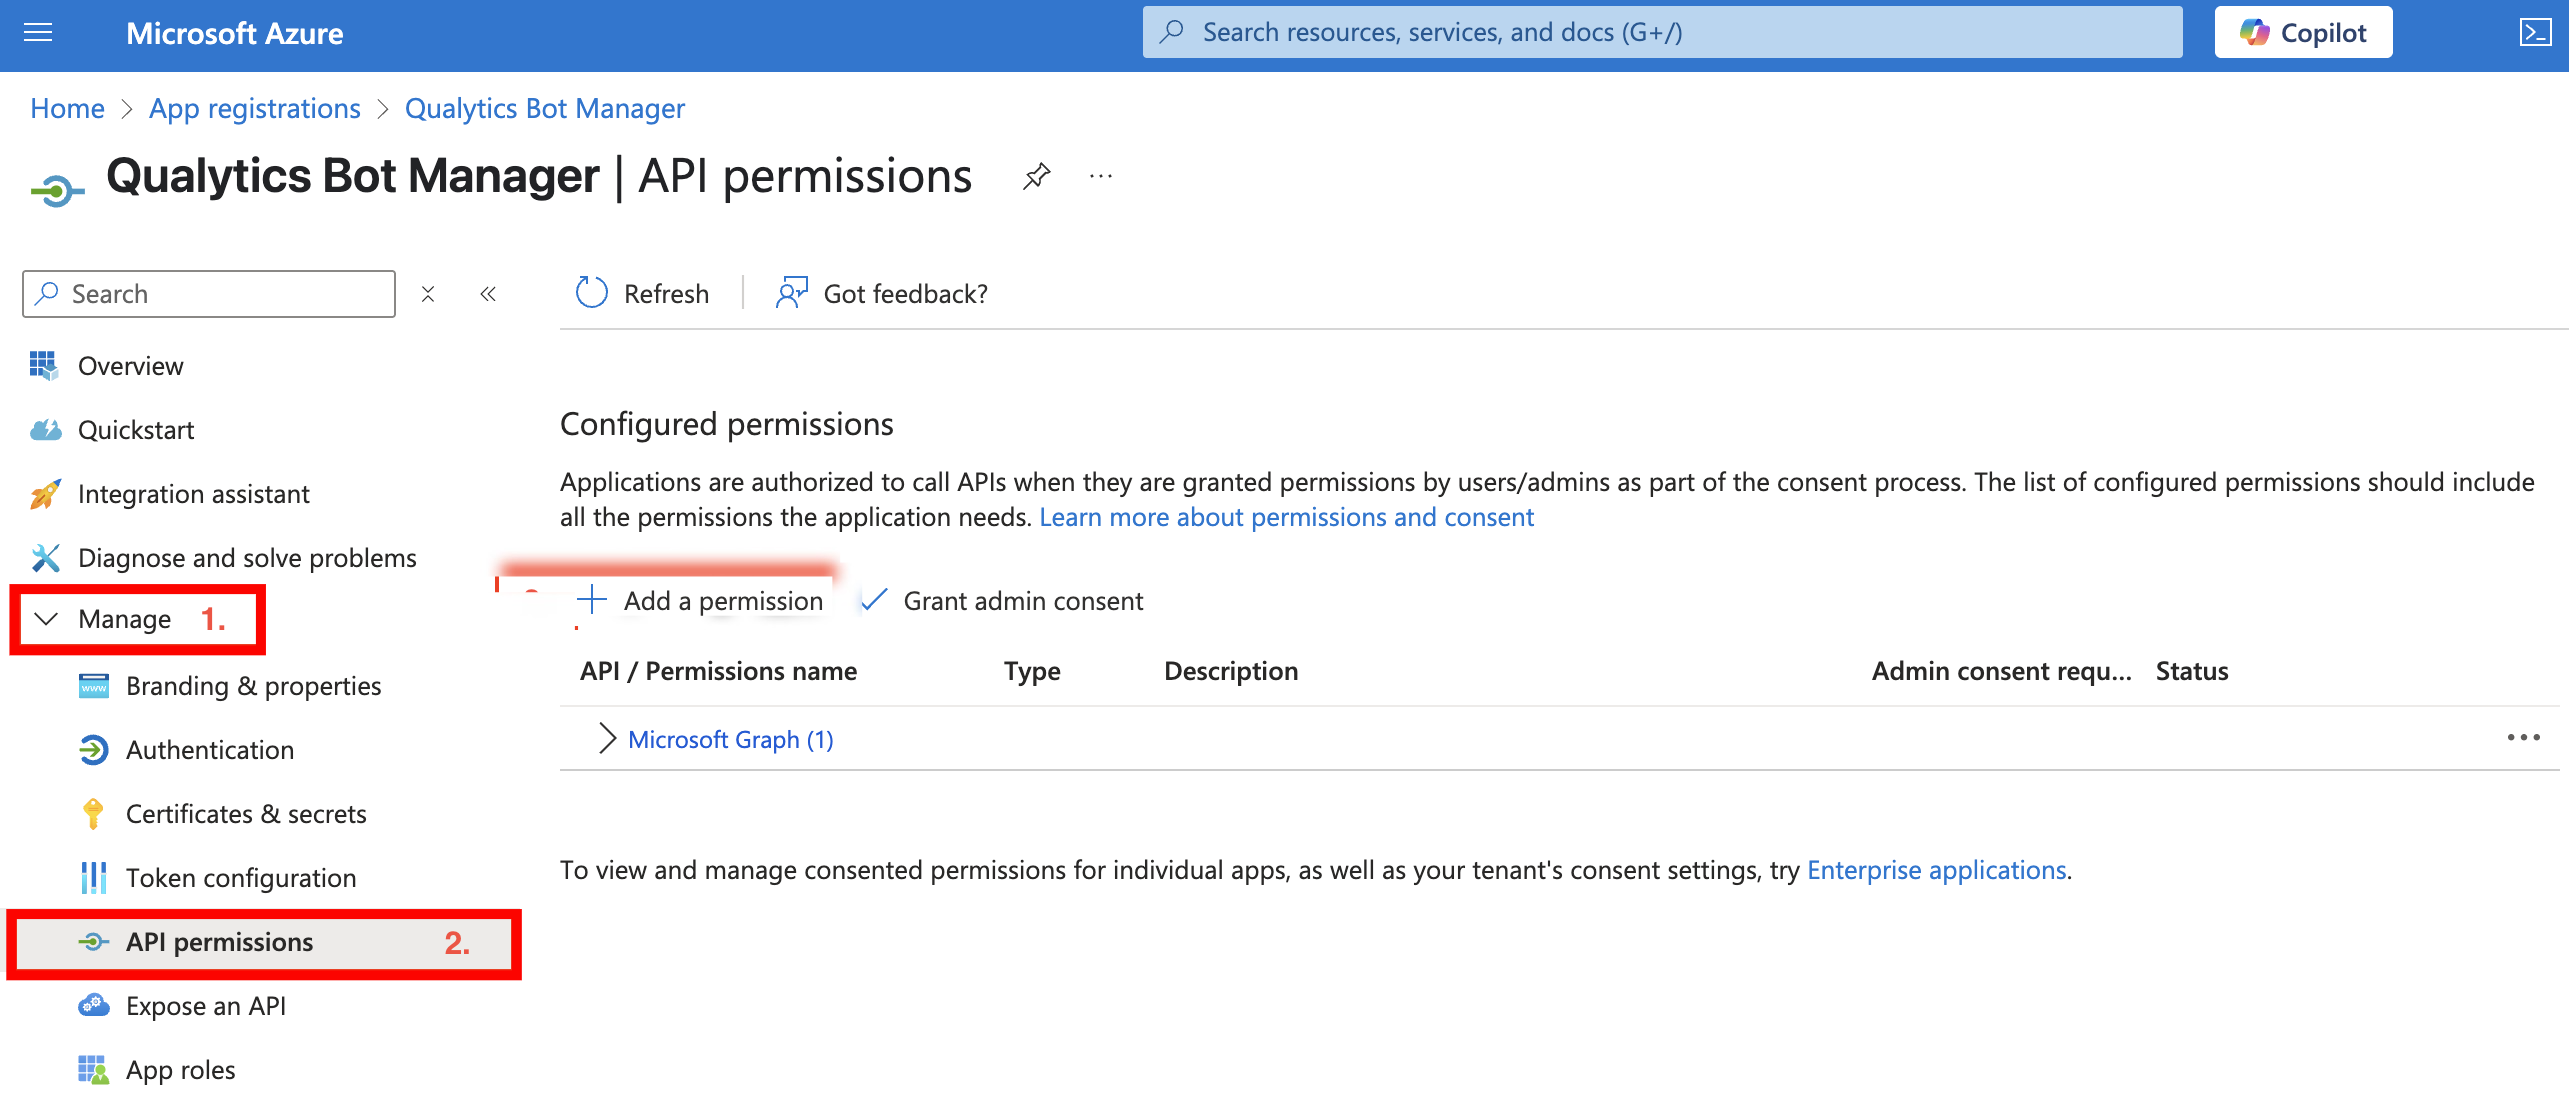 Microsoft Azure
Search resources, services, and docs (G+/)
Copilot
Home > App registrations > Qualytics Bot Manager
Qualytics Bot Manager | API permissions
Search
Refresh
Got feedback?
Overview
Quickstart
Integration assistant
Diagnose and solve problems
Manage 1.
Branding & properties
Authentication
Certificates & secrets
Token configuration
API permissions 2.
Expose an API
App roles
Configured permissions
Applications are authorized to call APIs when they are granted permissions by users/admins as part of the consent process. The list of configured permissions should include
all the permissions the application needs. Learn more about permissions and consent
Add a permission
Grant admin consent
API / Permissions name Type Description Admin consent requ... Status
Microsoft Graph (1)
To view and manage consented permissions for individual apps, as well as your tenant's consent settings, try Enterprise applications.